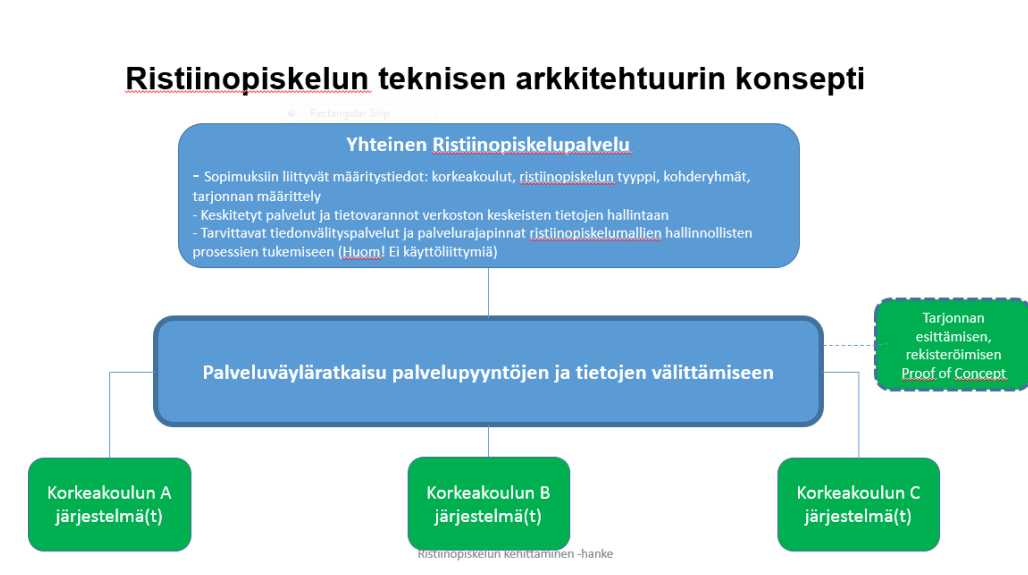 Ristiinopiskelun teknisen arkkitehtuurin konsepti
Rectangular Snip
Yhteinen Ristiinopiskelupalvelu
- Sopimuksiin liittyvät määritystiedot: korkeakoulut, ristiinopiskelun tyyppi, kohderyhmät,
tarjonnan määrittely
- Keskitetyt palvelut ja tietovarannot verkoston keskeisten tietojen hallintaan
- Tarvittavat tiedonvälityspalvelut ja palvelurajapinnat ristiinopiskelumallien hallinnollisten
prosessien tukemiseen (Huom! Ei käyttöliittymiä)
Tarjonnan
esittämisen,
rekisteröimisen
Proof of Concept
Palveluväyläratkaisu palvelupyyntöjen ja tietojen välittämiseen
Korkeakoulun A
järjestelmä(t)
Korkeakoulun B
järjestelmä(t)
Korkeakoulun C
järjestelmä(t)
Ristiinopiskelun kehittäminen -hanke